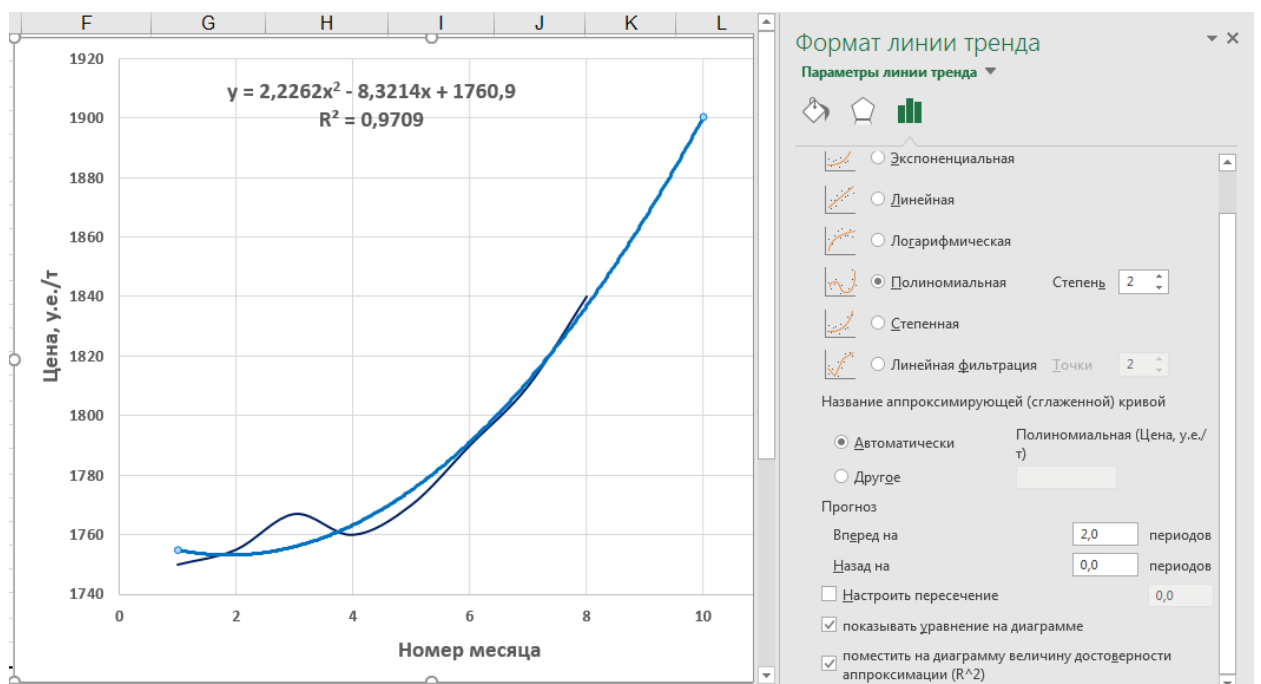 F G H I J K L
1920
y = 2,2262x² - 8,3214x + 1760,9
R² = 0,9709
1900
1880
1860
1840
1820
1800
1780
1760
1740
Цена, у.е./т
0 2 4 6 8 10
Номер месяца
Формат линии тренда
Параметры линии тренда
Экспоненциальная
Линейная
Логарифмическая
Полиномиальная Степень 2
Степенная
Линейная фильтрация Точки 2
Название аппроксимирующей (сглаженной) кривой
Автоматически Полиномиальная (Цена, у.е./
т)
Другое
Прогноз
Вперед на 2,0 периодов
Назад на 0,0 периодов
Настроить пересечение 0,0
показывать уравнение на диаграмме
поместить на диаграмму величину достоверности
аппроксимации (R^2)